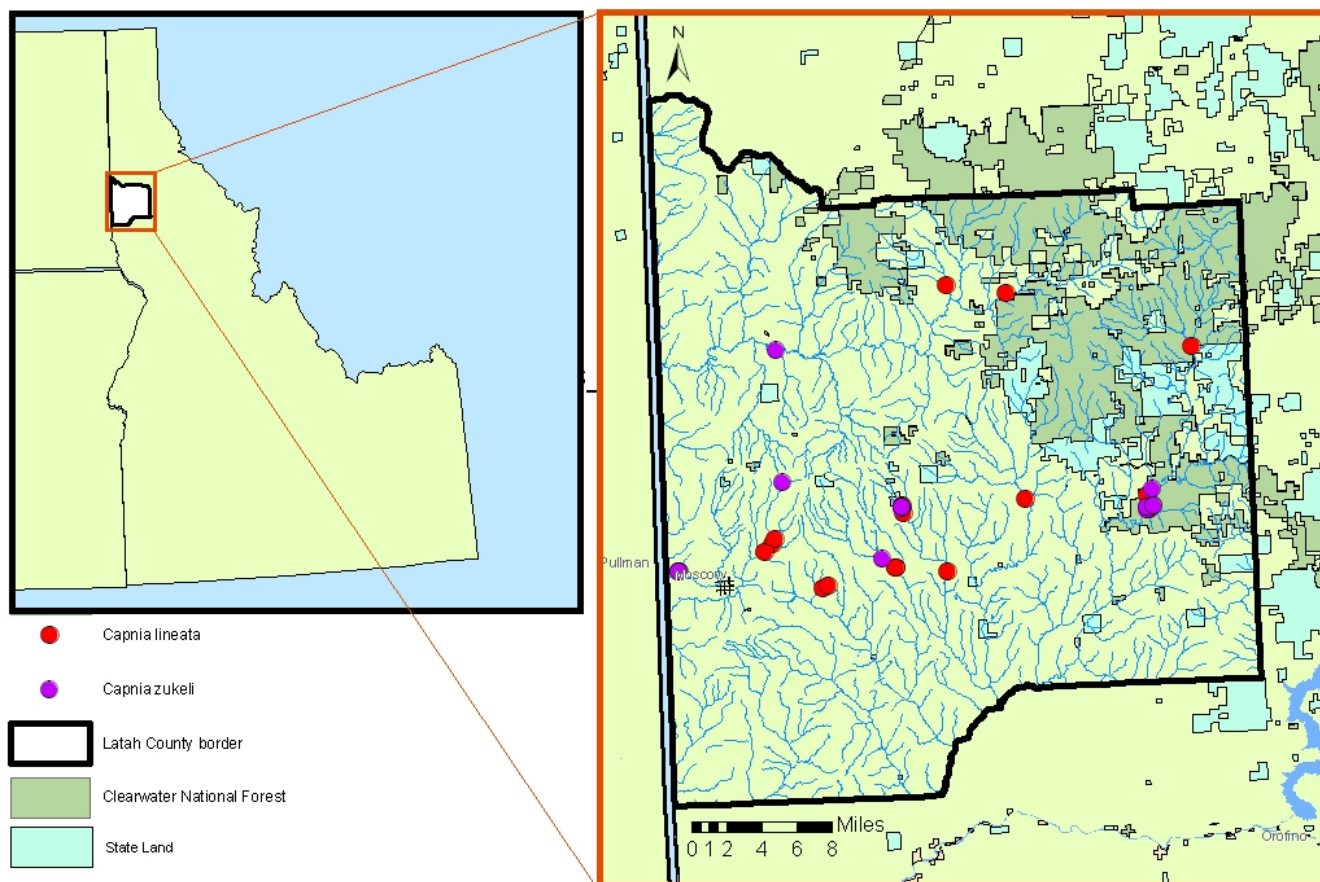 N
Pullman
Moscow
Capnia lineata
Capnia zukeli
Latah County border
Clearwater National Forest
State Land
Miles
0 1 2 4 6 8
Orofino